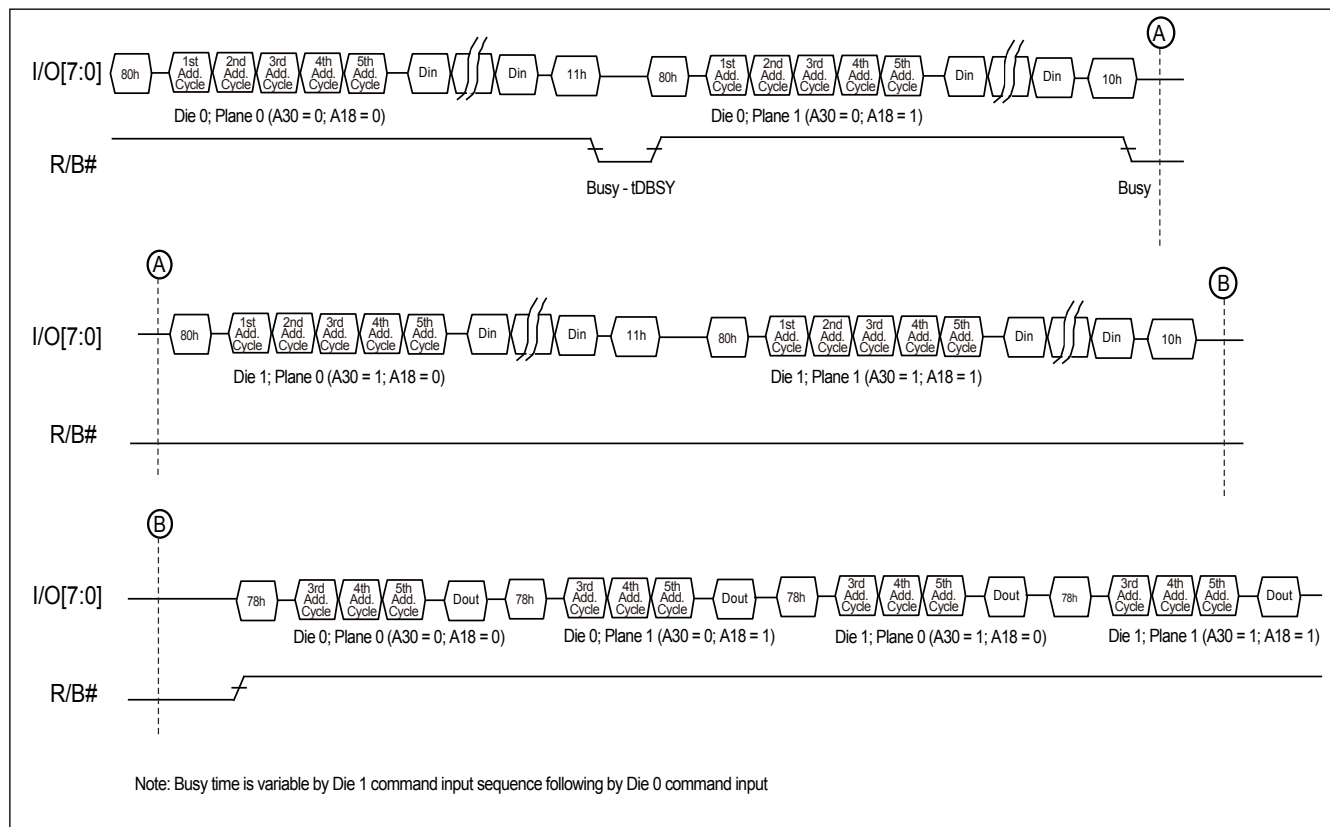 A
I/O[7:0] 80h 1st Add. Cycle 2nd Add. Cycle 3rd Add. Cycle 4th Add. Cycle 5th Add. Cycle Din Din 11h 80h 1st Add. Cycle 2nd Add. Cycle 3rd Add. Cycle 4th Add. Cycle 5th Add. Cycle Din Din 10h
Die 0; Plane 0 (A30 = 0; A18 = 0) Die 0; Plane 1 (A30 = 0; A18 = 1)
R/B#
Busy - tDBSY Busy
A B
I/O[7:0] 80h 1st Add. Cycle 2nd Add. Cycle 3rd Add. Cycle 4th Add. Cycle 5th Add. Cycle Din Din 11h 80h 1st Add. Cycle 2nd Add. Cycle 3rd Add. Cycle 4th Add. Cycle 5th Add. Cycle Din Din 10h
Die 1; Plane 0 (A30 = 1; A18 = 0) Die 1; Plane 1 (A30 = 1; A18 = 1)
R/B#
B
I/O[7:0] 78h 3rd Add. Cycle 4th Add. Cycle 5th Add. Cycle Dout 78h 3rd Add. Cycle 4th Add. Cycle 5th Add. Cycle Dout 78h 3rd Add. Cycle 4th Add. Cycle 5th Add. Cycle Dout 78h 3rd Add. Cycle 4th Add. Cycle 5th Add. Cycle Dout
Die 0; Plane 0 (A30 = 0; A18 = 0) Die 0; Plane 1 (A30 = 0; A18 = 1) Die 1; Plane 0 (A30 = 1; A18 = 0) Die 1; Plane 1 (A30 = 1; A18 = 1)
R/B#
Note: Busy time is variable by Die 1 command input sequence following by Die 0 command input